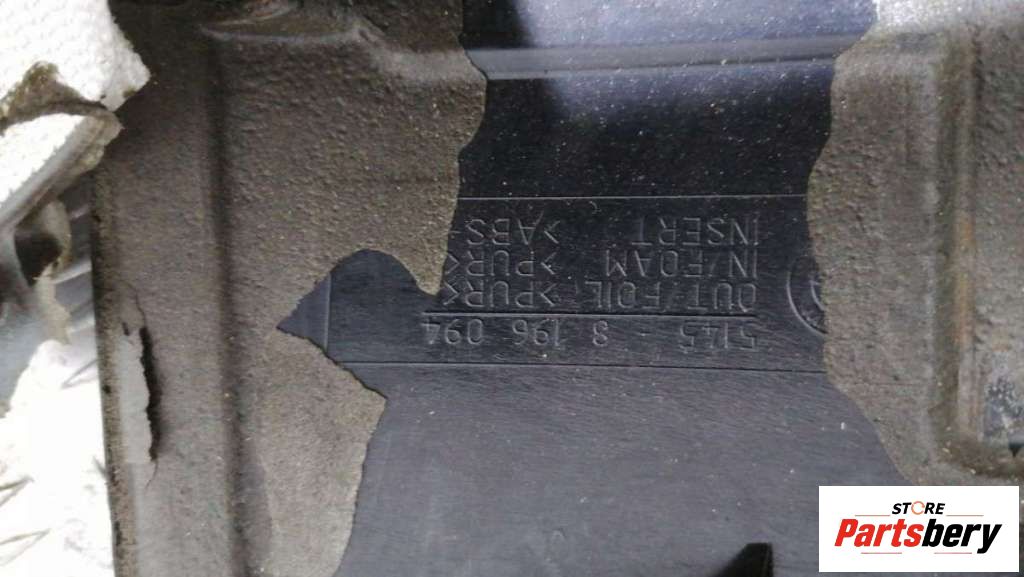 5145 - 8 196 094
OUT/FOIL >PUR<
IN/FOAM >PUR<
INSERT >ABS-
STORE
Partsbery